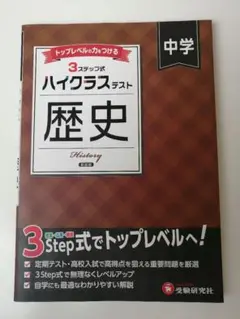 トップレベルの力をつける
中学
3ステップ式
ハイクラステスト
歴史
History
3Step式でトップレベルへ!
定期テスト・高校入試で高得点を狙える重要問題を厳選
3Step式で無理なくレベルアップ
自学にも最適なわかりやすい解説
受験研究社